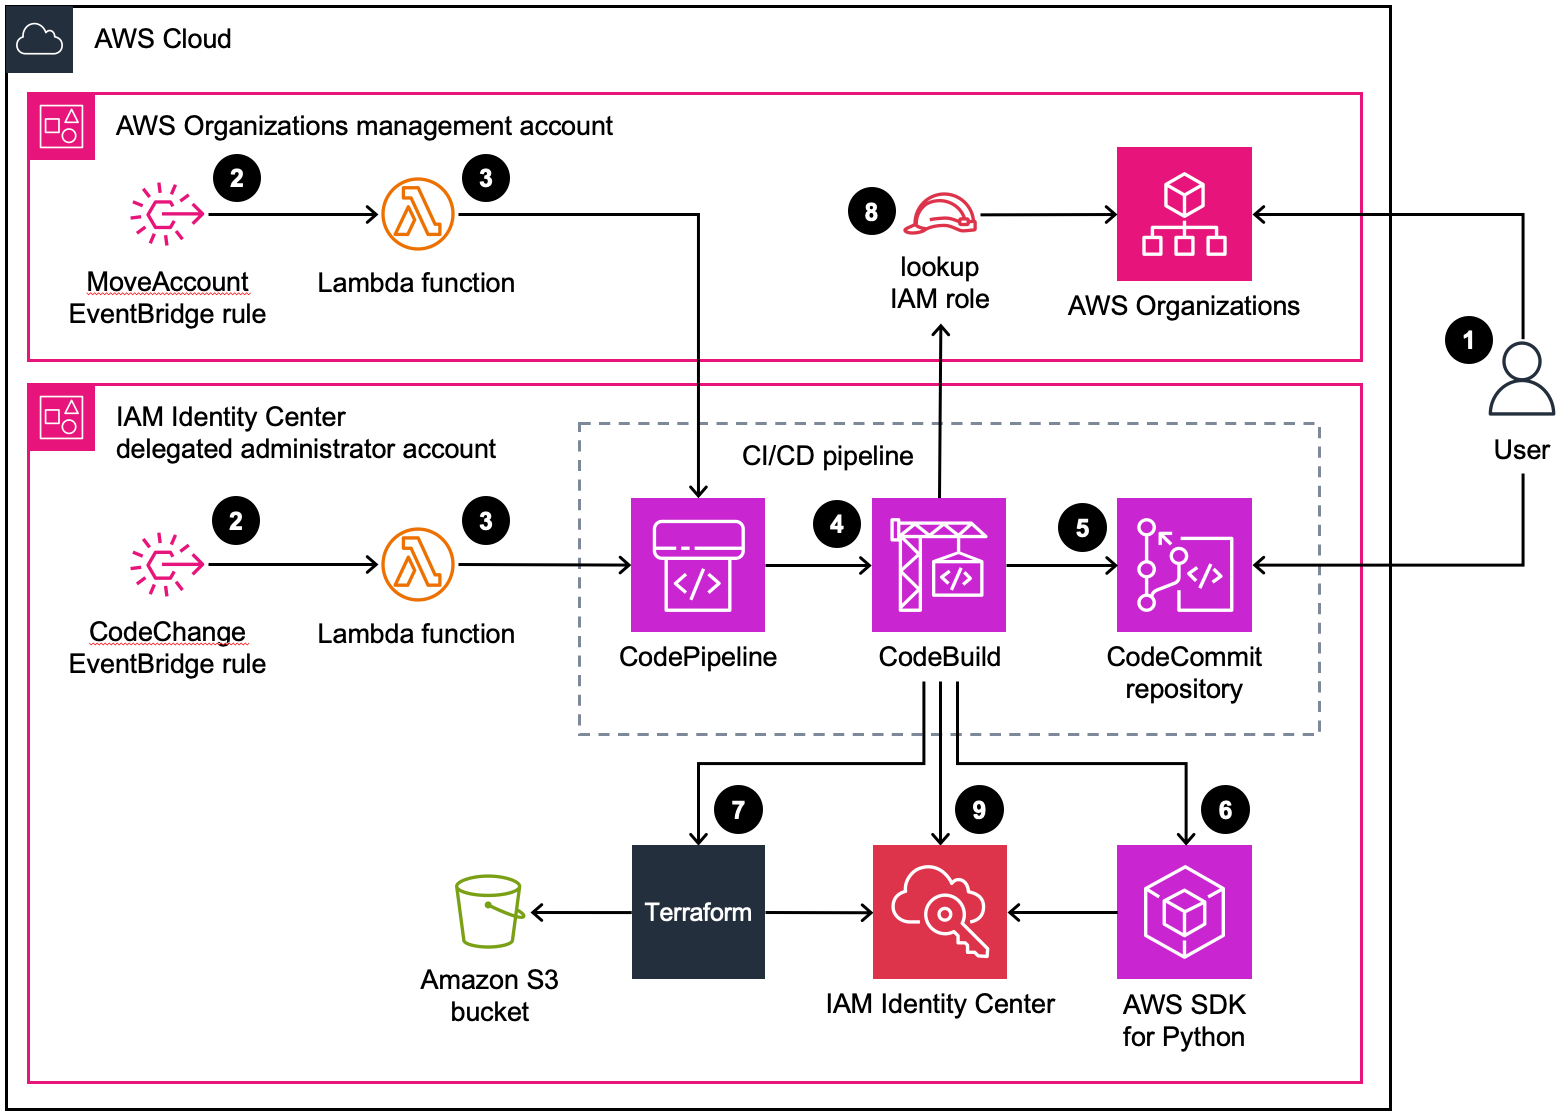 AWS Cloud
AWS Organizations management account
2
3
MoveAccount
EventBridge rule
Lambda function
8
lookup
IAM role
AWS Organizations
1
User
IAM Identity Center
delegated administrator account
CI/CD pipeline
2
3
4
5
CodeChange
EventBridge rule
Lambda function
CodePipeline
CodeBuild
CodeCommit
repository
7
9
6
Terraform
Amazon S3
bucket
IAM Identity Center
AWS SDK
for Python